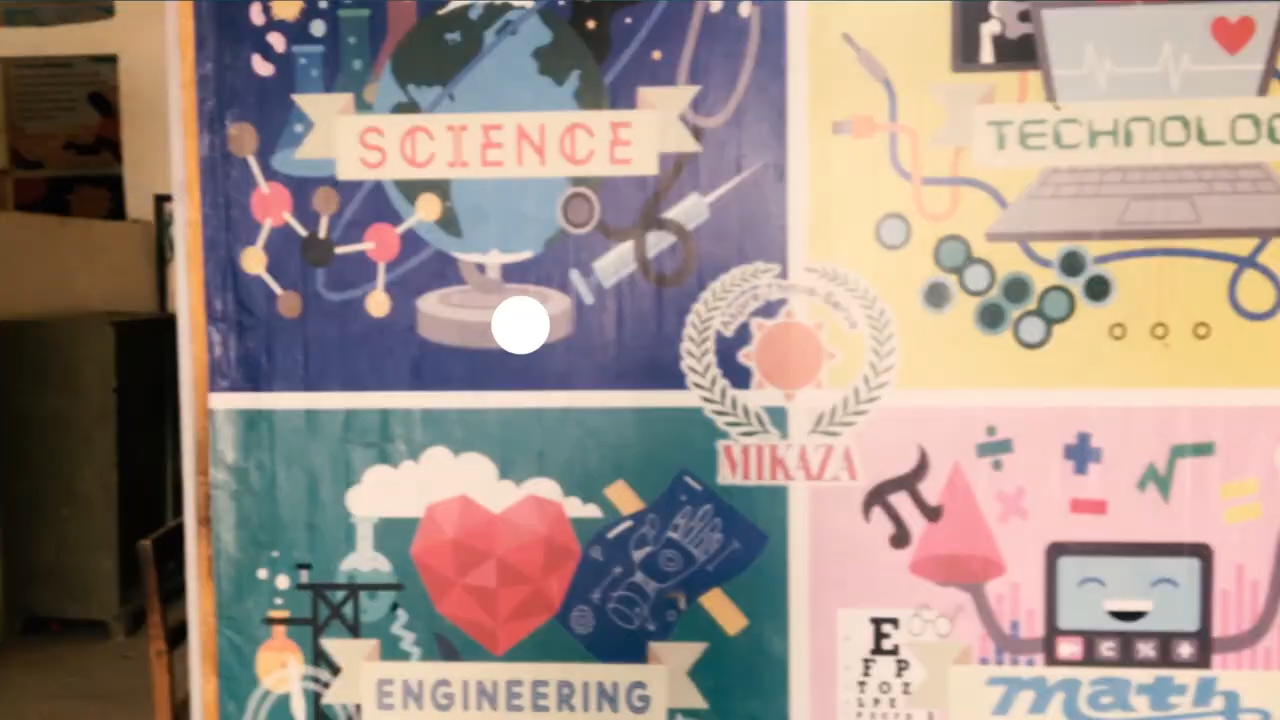 SCIENCE
TECHNOLOG
MIKAZA
E
F P
T O Z
ENGINEERING
math